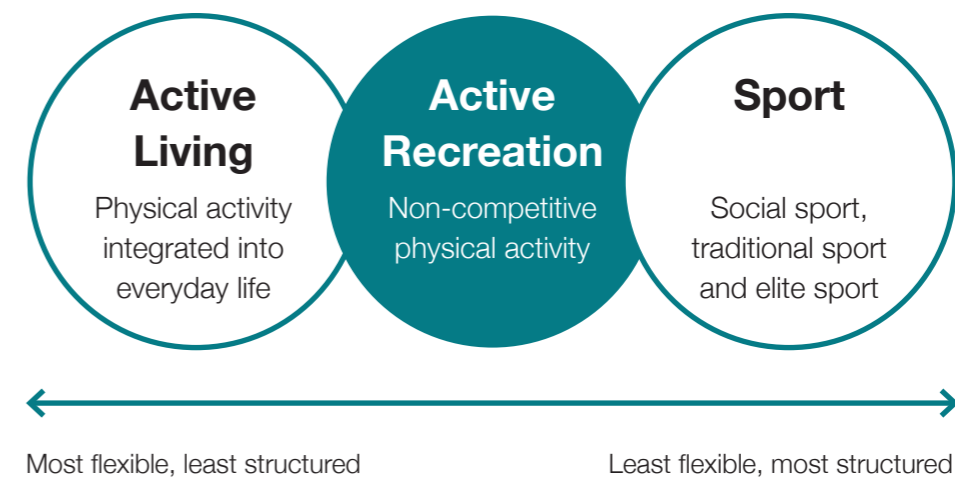 Active
Living
Physical activity
integrated into
everyday life
Active
Recreation
Non-competitive
physical activity
Sport
Social sport,
traditional sport
and elite sport
Most flexible, least structured
Least flexible, most structured